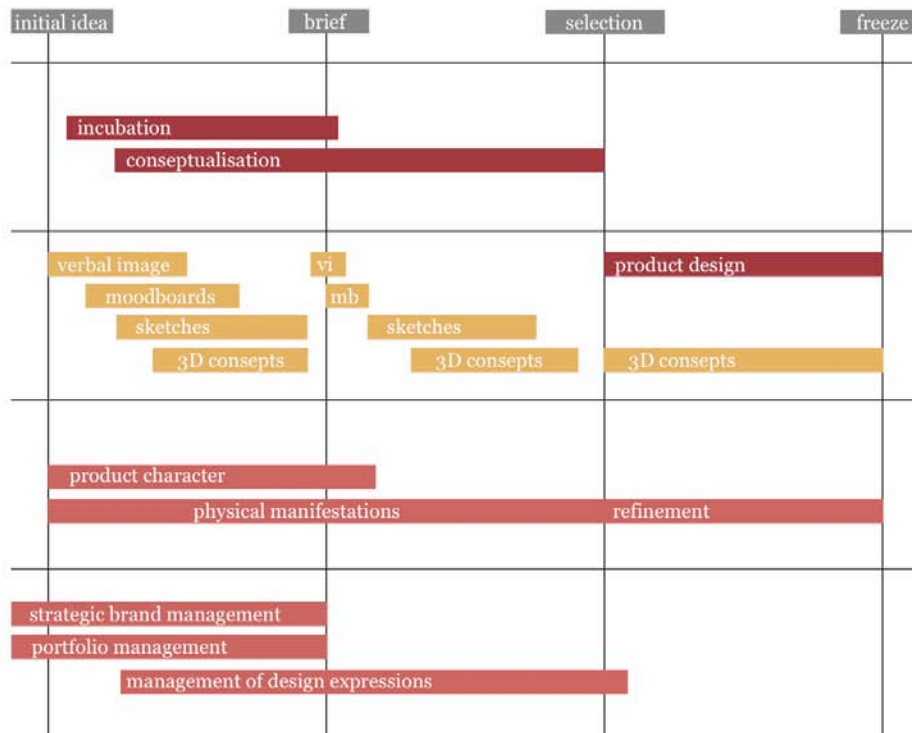 initial idea brief selection freeze
incubation
conseptualisation
verbal image vi product design
moodboards mb
sketches sketches
3D consepts 3D consepts 3D consepts
product character
physical manifestations refinement
strategic brand management
portfolio management
management of design expressions